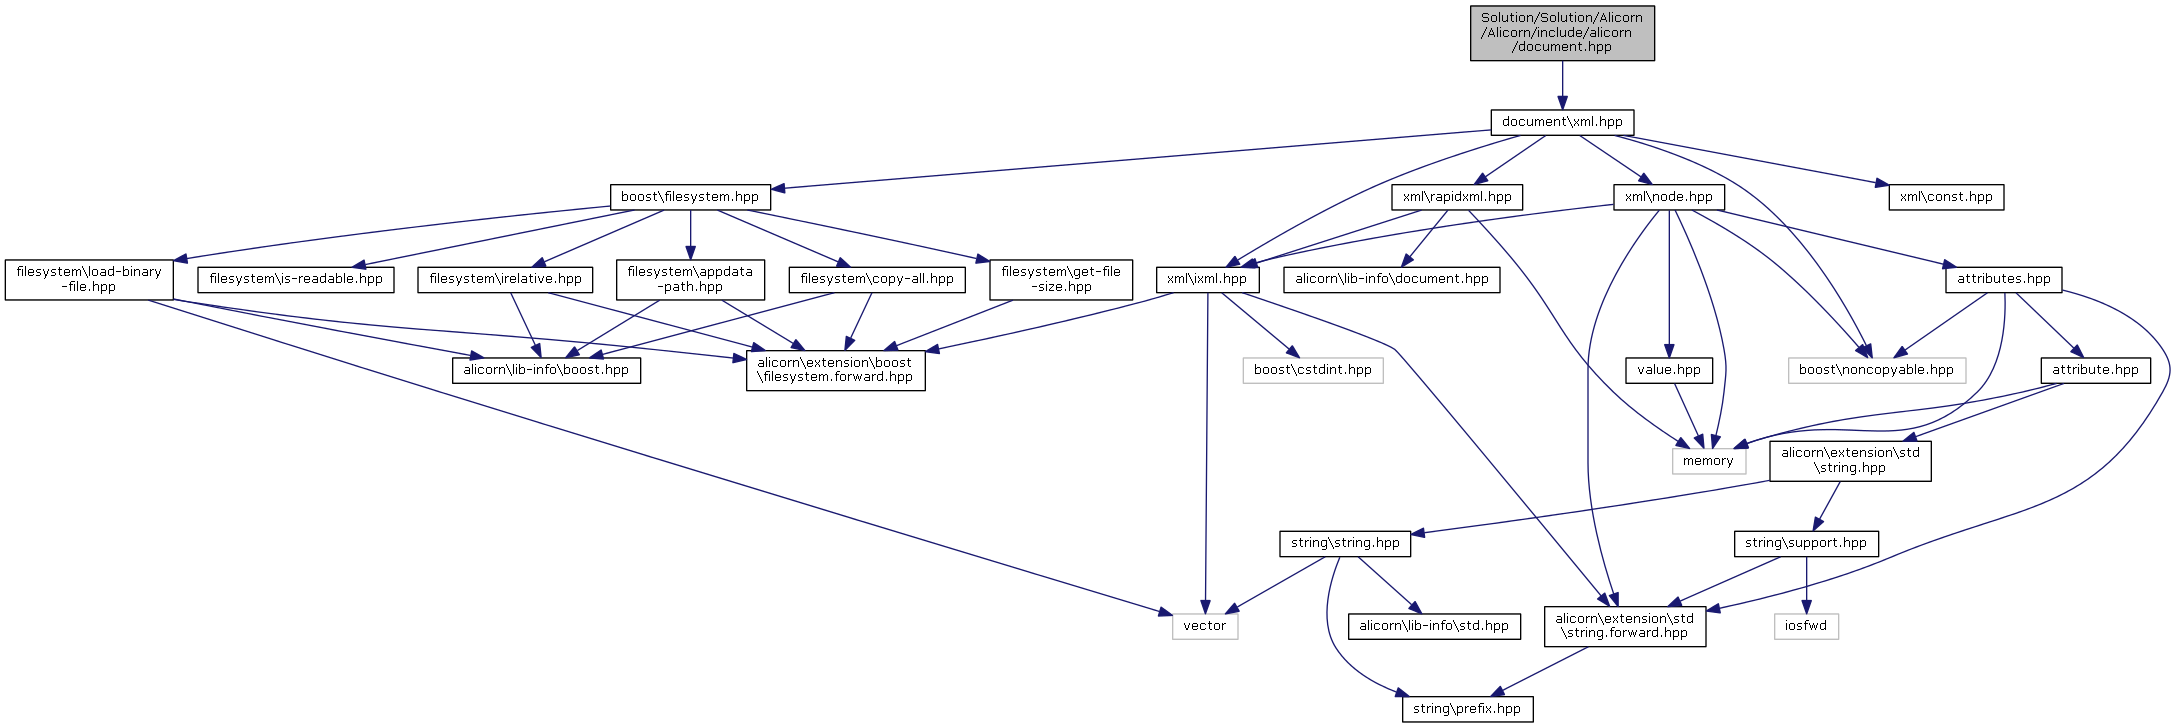 Solution/Solution/Alicorn
/Alicorn/include/alicorn
/document.hpp
document\xml.hpp
boost\filesystem.hpp
xml\rapidxml.hpp
xml\node.hpp
xml\const.hpp
filesystem\load-binary
-file.hpp
filesystem\is-readable.hpp
filesystem\irelative.hpp
filesystem\appdata
-path.hpp
filesystem\copy-all.hpp
filesystem\get-file
-size.hpp
xml\ixml.hpp
alicorn\lib-info\document.hpp
attributes.hpp
alicorn\lib-info\boost.hpp
alicorn\extension\boost
\filesystem.forward.hpp
boost\cstdint.hpp
value.hpp
boost\noncopyable.hpp
attribute.hpp
memory
alicorn\extension\std
\string.hpp
string\string.hpp
string\support.hpp
vector
alicorn\lib-info\std.hpp
alicorn\extension\std
\string.forward.hpp
iosfwd
string\prefix.hpp